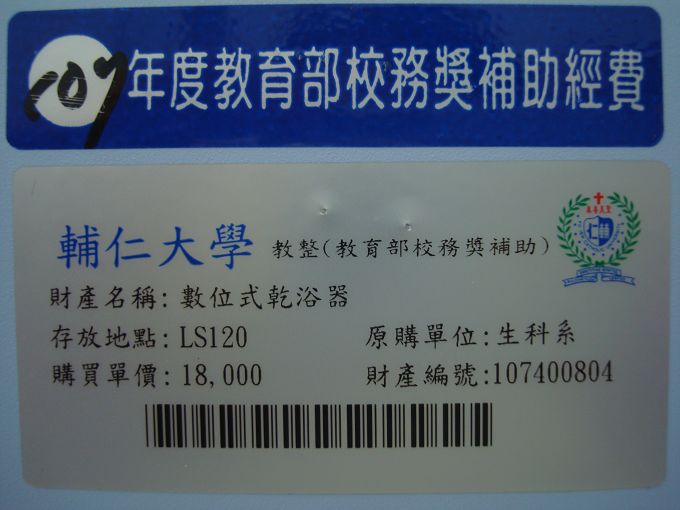 107年度教育部校務獎補助經費
輔仁大學 教整(教育部校務獎補助)
財產名稱: 數位式乾浴器
存放地點: LS120 原購單位: 生科系
購買單價: 18,000 財產編號:107400804